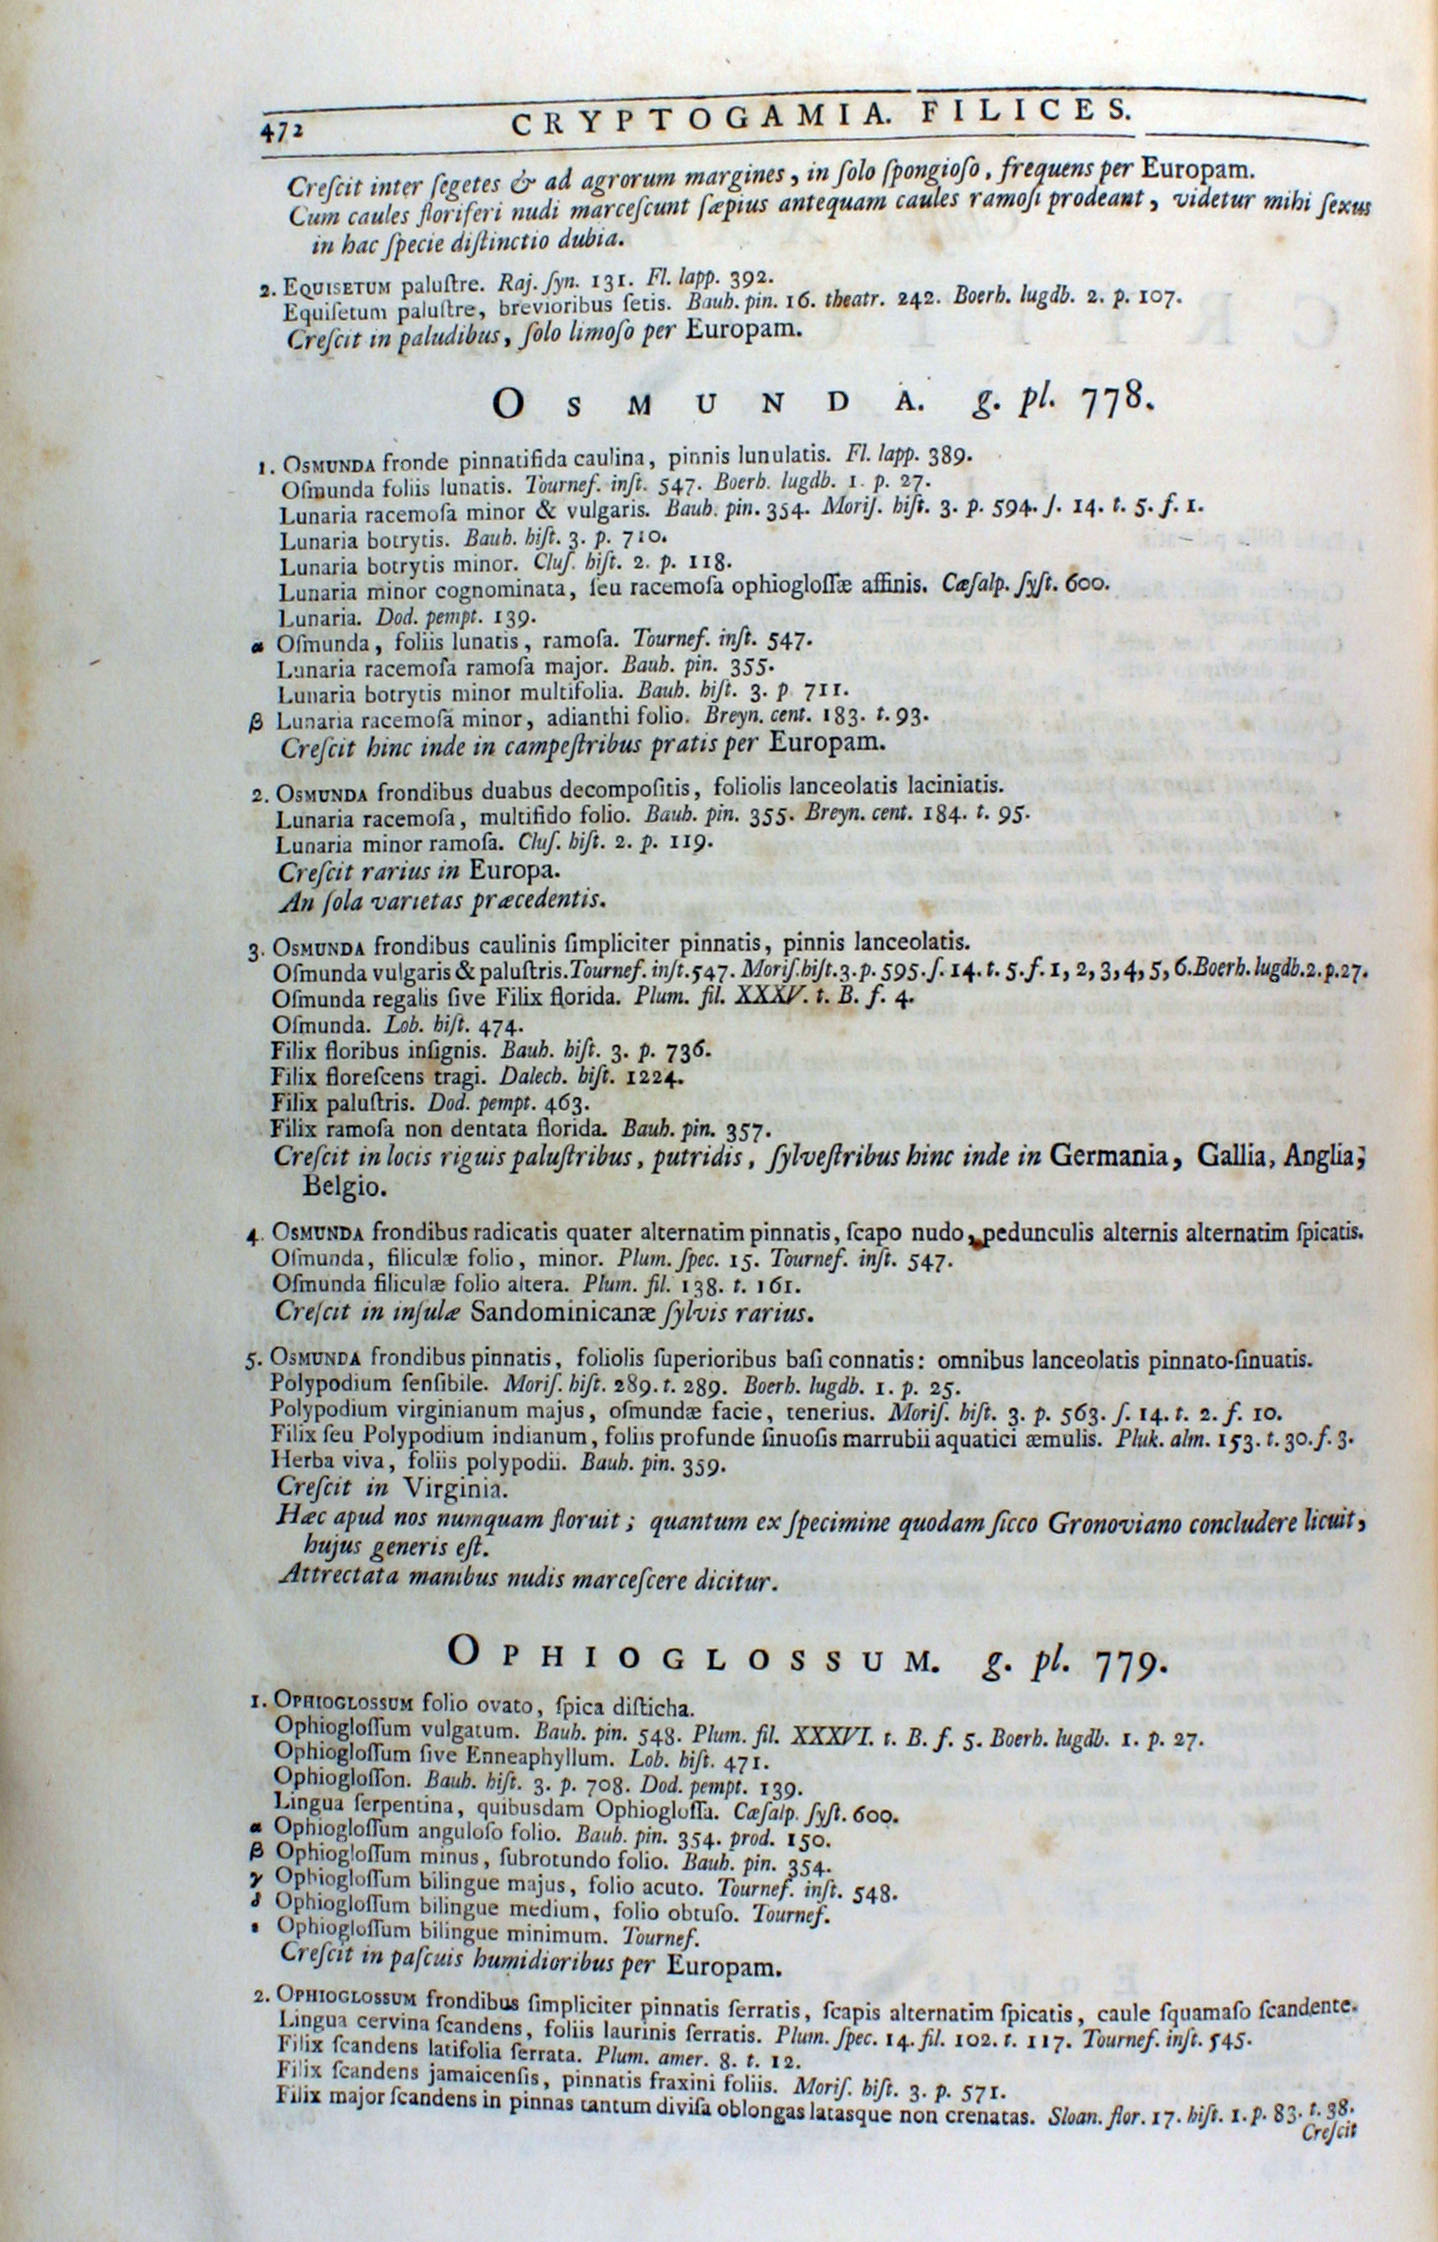 472 CRYPTOGAMIA. FILICES.
Creſcit inter ſegetes & ad agrorum margines, in ſolo ſpongioſo, frequens per Europam.
Cum caules floriferi nudi marceſcunt ſæpius antequam caules ramoſi prodeant, videtur mihi ſexus
in hac ſpecie diſtinctio dubia.
2. EQUISETUM paluſtre. Raj. ſyn. 131. Fl. lapp. 392.
Equiſetum paluſtre, brevioribus ſetis. Bauh. pin. 16. theatr. 242. Boerh. lugdb. 2. p. 107.
Creſcit in paludibus, ſolo limoſo per Europam.
OSMUNDA. g. pl. 778.
1. OSMUNDA fronde pinnatifida caulina, pinnis lunulatis. Fl. lapp. 389.
Oſmunda foliis lunatis. Tournef. inſt. 547. Boerh. lugdb. 1. p. 27.
Lunaria racemoſa minor & vulgaris. Bauh. pin. 354. Moriſ. hiſt. 3. p. 594. ſ. 14. t. 5. f. 1.
Lunaria botrytis. Bauh. hiſt. 3. p. 710.
Lunaria botrytis minor. Cluſ. hiſt. 2. p. 118.
Lunaria minor cognominata, ſeu racemoſa ophiogloſſæ affinis. Cæſalp. ſyſt. 600.
Lunaria. Dod. pempt. 139.
α Oſmunda, foliis lunatis, ramoſa. Tournef. inſt. 547.
Lunaria racemoſa ramoſa major. Bauh. pin. 355.
Lunaria botrytis minor multifolia. Bauh. hiſt. 3. p 711.
β Lunaria racemoſa minor, adianthi folio. Breyn. cent. 183. t. 93.
Creſcit hinc inde in campeſtribus pratis per Europam.
2. OSMUNDA frondibus duabus decompoſitis, foliolis lanceolatis laciniatis.
Lunaria racemoſa, multifido folio. Bauh. pin. 355. Breyn. cent. 184. t. 95.
Lunaria minor ramoſa. Cluſ. hiſt. 2. p. 119.
Creſcit rarius in Europa.
An ſola varietas præcedentis.
3. OSMUNDA frondibus caulinis ſimpliciter pinnatis, pinnis lanceolatis.
Oſmunda vulgaris & paluſtris. Tournef. inſt. 547. Moriſ. hiſt. 3. p. 595. ſ. 14. t. 5. f. 1, 2, 3, 4, 5, 6. Boerh. lugdb. 2. p. 27.
Oſmunda regalis ſive Filix florida. Plum. fil. XXXV. t. B. f. 4.
Oſmunda. Lob. hiſt. 474.
Filix floribus inſignis. Bauh. hiſt. 3. p. 736.
Filix floreſcens tragi. Dalech. hiſt. 1224.
Filix paluſtris. Dod. pempt. 463.
Filix ramoſa non dentata florida. Bauh. pin. 357.
Creſcit in locis riguis paluſtribus, putridis, ſylveſtribus hinc inde in Germania, Gallia, Anglia;
Belgio.
4. OSMUNDA frondibus radicatis quater alternatim pinnatis, ſcapo nudo, pedunculis alternis alternatim ſpicatis.
Oſmunda, filiculæ folio, minor. Plum. ſpec. 15. Tournef. inſt. 547.
Oſmunda filiculæ folio altera. Plum. fil. 138. t. 161.
Creſcit in inſulæ Sandominicanæ ſylvis rarius.
5. OSMUNDA frondibus pinnatis, foliolis ſuperioribus baſi connatis: omnibus lanceolatis pinnato-ſinuatis.
Polypodium ſenſibile. Moriſ. hiſt. 289. t. 289. Boerh. lugdb. 1. p. 25.
Polypodium virginianum majus, oſmundæ facie, tenerius. Moriſ. hiſt. 3. p. 563. ſ. 14. t. 2. f. 10.
Filix ſeu Polypodium indianum, foliis profunde ſinuoſis marrubii aquatici æmulis. Pluk. alm. 153. t. 30. f. 3.
Herba viva, foliis polypodii. Bauh. pin. 359.
Creſcit in Virginia.
Hæc apud nos numquam floruit; quantum ex ſpecimine quodam ſicco Gronoviano concludere licuit,
hujus generis eſt.
Attrectata manibus nudis marceſcere dicitur.
OPHIOGLOSSUM. g. pl. 779.
1. OPHIOGLOSSUM folio ovato, ſpica diſticha.
Ophiogloſſum vulgatum. Bauh. pin. 548. Plum. fil. XXXVI. t. B. f. 5. Boerh. lugdb. 1. p. 27.
Ophiogloſſum ſive Enneaphyllum. Lob. hiſt. 471.
Ophiogloſſon. Bauh. hiſt. 3. p. 708. Dod. pempt. 139.
Lingua ſerpentina, quibusdam Ophiogloſſa. Cæſalp. ſyſt. 600.
α Ophiogloſſum anguloſo folio. Bauh. pin. 354. prod. 150.
β Ophiogloſſum minus, ſubrotundo folio. Bauh. pin. 354.
γ Ophiogloſſum bilingue majus, folio acuto. Tournef. inſt. 548.
δ Ophiogloſſum bilingue medium, folio obtuſo. Tournef.
Ophiogloſſum bilingue minimum. Tournef.
Creſcit in paſcuis humidioribus per Europam.
2. OPHIOGLOSSUM frondibus ſimpliciter pinnatis ſerratis, ſcapis alternatim ſpicatis, caule ſquamaſo ſcandente.
Lingua cervina ſcandens, foliis laurinis ſerratis. Plum. ſpec. 14. fil. 102. t. 117. Tournef. inſt. 545.
Filix ſcandens latifolia ſerrata. Plum. amer. 8. t. 12.
Filix ſcandens jamaicenſis, pinnatis fraxini foliis. Moriſ. hiſt. 3. p. 571.
Filix major ſcandens in pinnas tantum diviſa oblongas latasque non crenatas. Sloan. flor. 17. hiſt. 1. p. 83. t. 38.
Creſcit